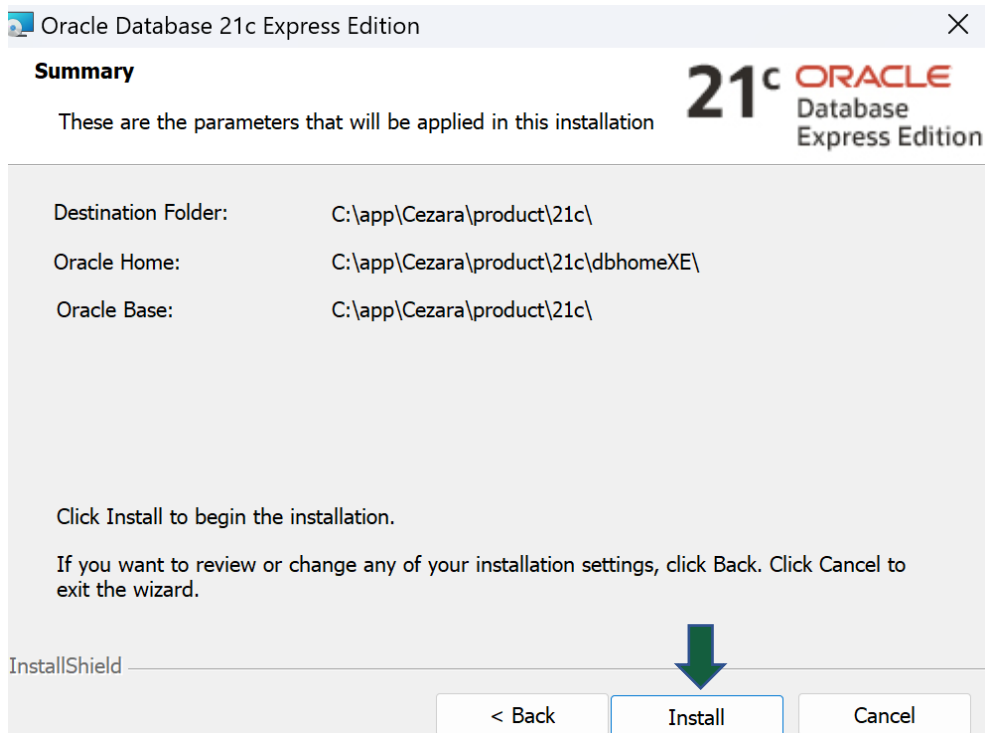 Oracle Database 21c Express Edition
Summary
These are the parameters that will be applied in this installation
21c ORACLE
Database
Express Edition
Destination Folder: C:\app\Cezara\product\21c\
Oracle Home: C:\app\Cezara\product\21c\dbhomeXE\
Oracle Base: C:\app\Cezara\product\21c\
Click Install to begin the installation.
If you want to review or change any of your installation settings, click Back. Click Cancel to
exit the wizard.
InstallShield
< Back Install Cancel